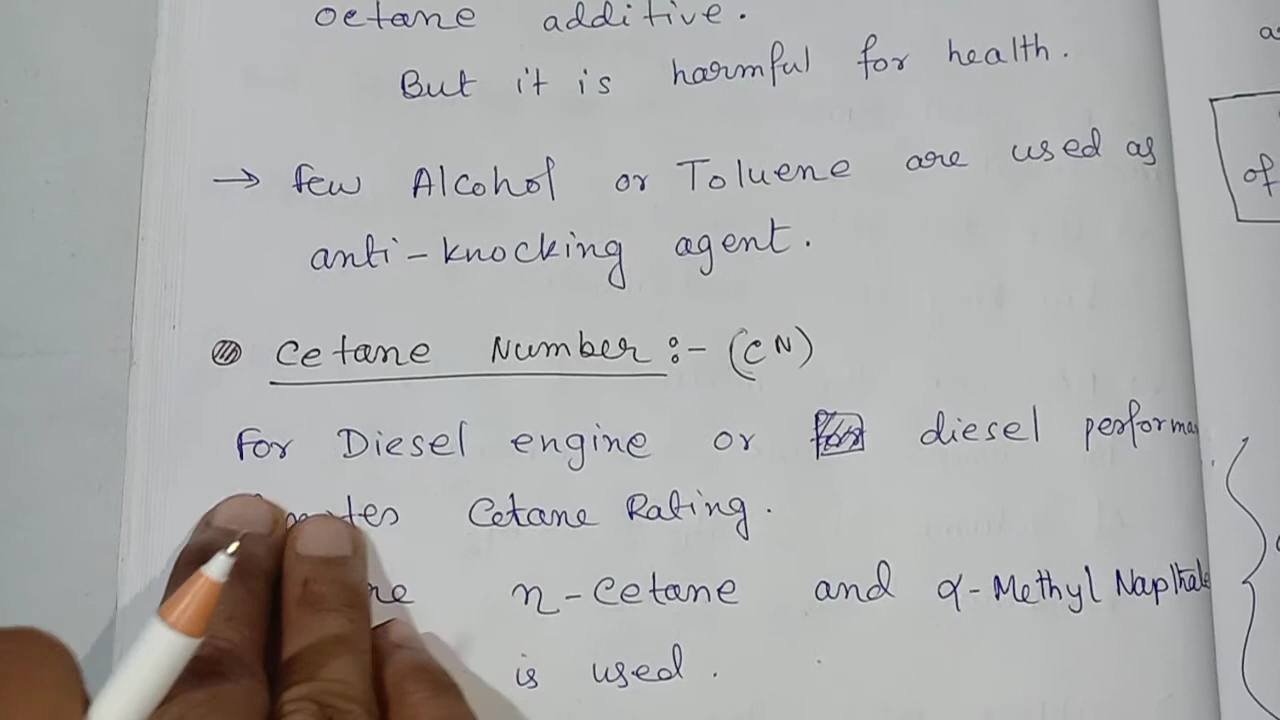 octane additive.
But it is harmful for health.
→ few Alcohol or Toluene are used as
anti-knocking agent.
Cetane Number :- (CN)
For Diesel engine or diesel performa
Cetane Rating.
n-cetane and α-Methyl Napthale
is used.
of